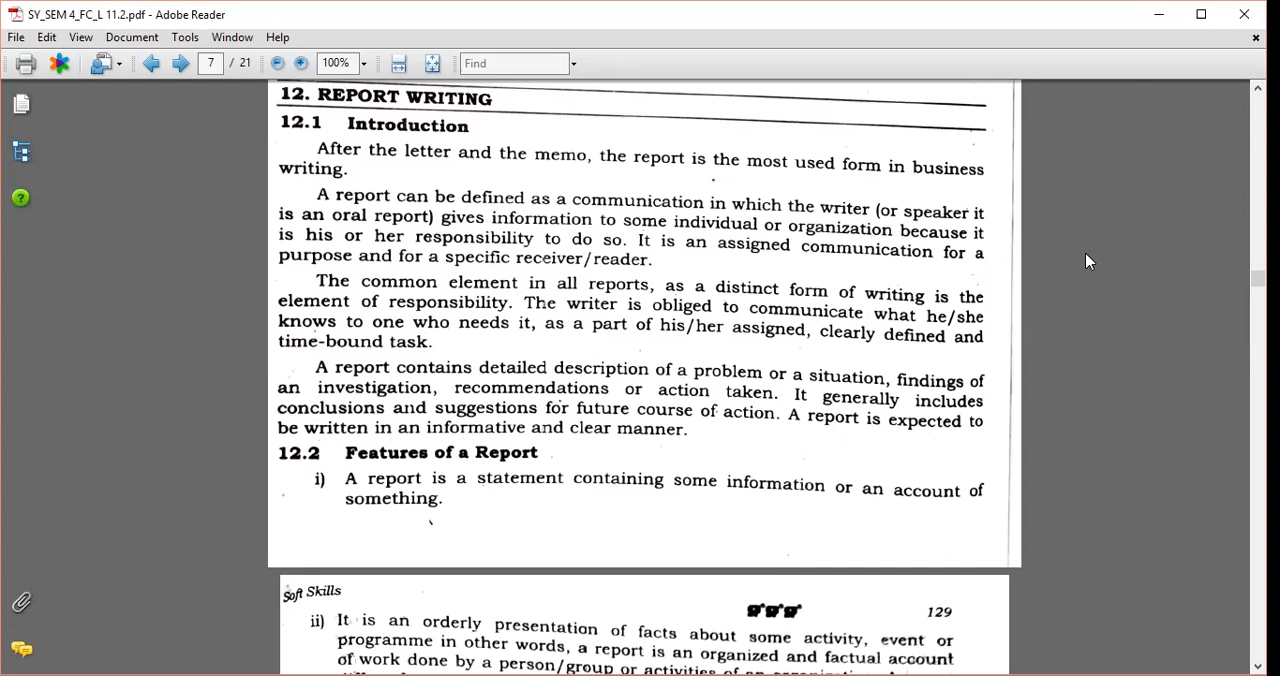 SY_SEM 4_FC_L 11.2.pdf - Adobe Reader
File Edit View Document Tools Window Help
7 / 21 100% Find
12. REPORT WRITING
12.1 Introduction
After the letter and the memo, the report is the most used form in business
writing.
A report can be defined as a communication in which the writer (or speaker it
is an oral report) gives information to some individual or organization because it
is his or her responsibility to do so. It is an assigned communication for a
purpose and for a specific receiver/reader.
The common element in all reports, as a distinct form of writing is the
element of responsibility. The writer is obliged to communicate what he/she
knows to one who needs it, as a part of his/her assigned, clearly defined and
time-bound task.
A report contains detailed description of a problem or a situation, findings of
an investigation, recommendations or action taken. It generally includes
conclusions and suggestions for future course of action. A report is expected to
be written in an informative and clear manner.
12.2 Features of a Report
i) A report is a statement containing some information or an account of
something.
Soft Skills 129
ii) It is an orderly presentation of facts about some activity, event or
programme in other words, a report is an organized and factual account
of work done by a person/group or activities of an